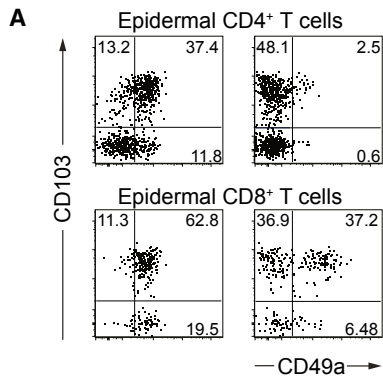 A
Epidermal CD4⁺ T cells
13.2 37.4 48.1 2.5
11.8 0.6
Epidermal CD8⁺ T cells
11.3 62.8 36.9 37.2
19.5 6.48
CD103
CD49a